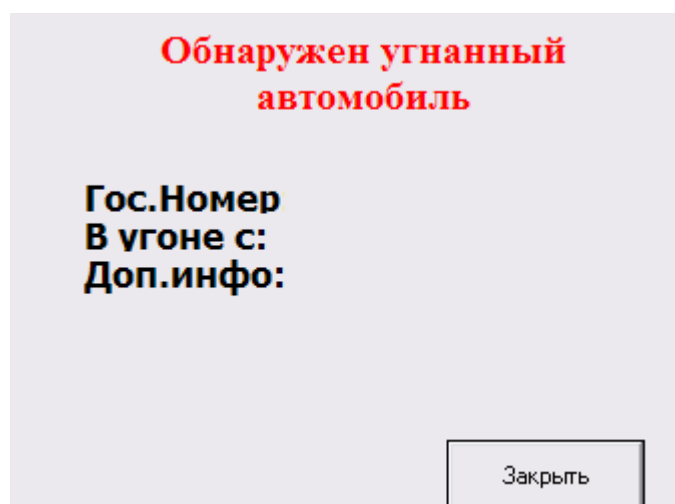 Обнаружен угнанный
автомобиль
Гос.Номер
В угоне с:
Доп.инфо:
Закрыть